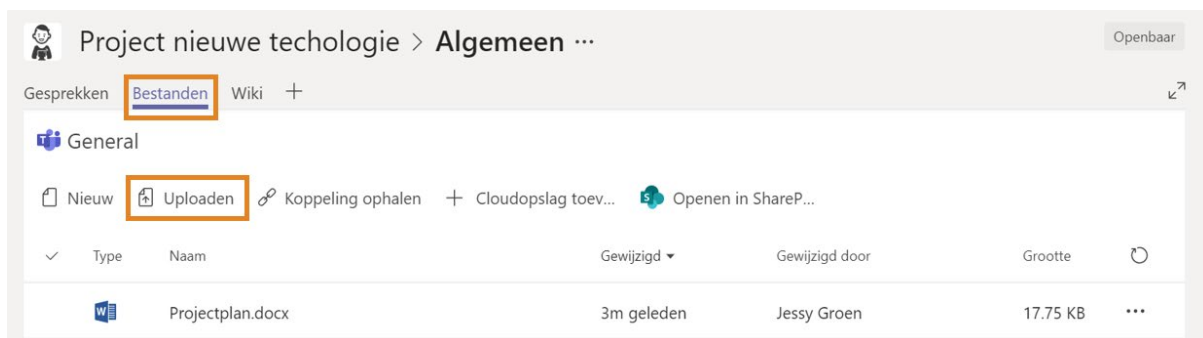 Project nieuwe techologie > Algemeen ···
Openbaar
Gesprekken Bestanden Wiki +
General
Nieuw Uploaden Koppeling ophalen + Cloudopslag toev... Openen in ShareP...
Type Naam Gewijzigd Gewijzigd door Grootte
Projectplan.docx 3m geleden Jessy Groen 17.75 KB ···